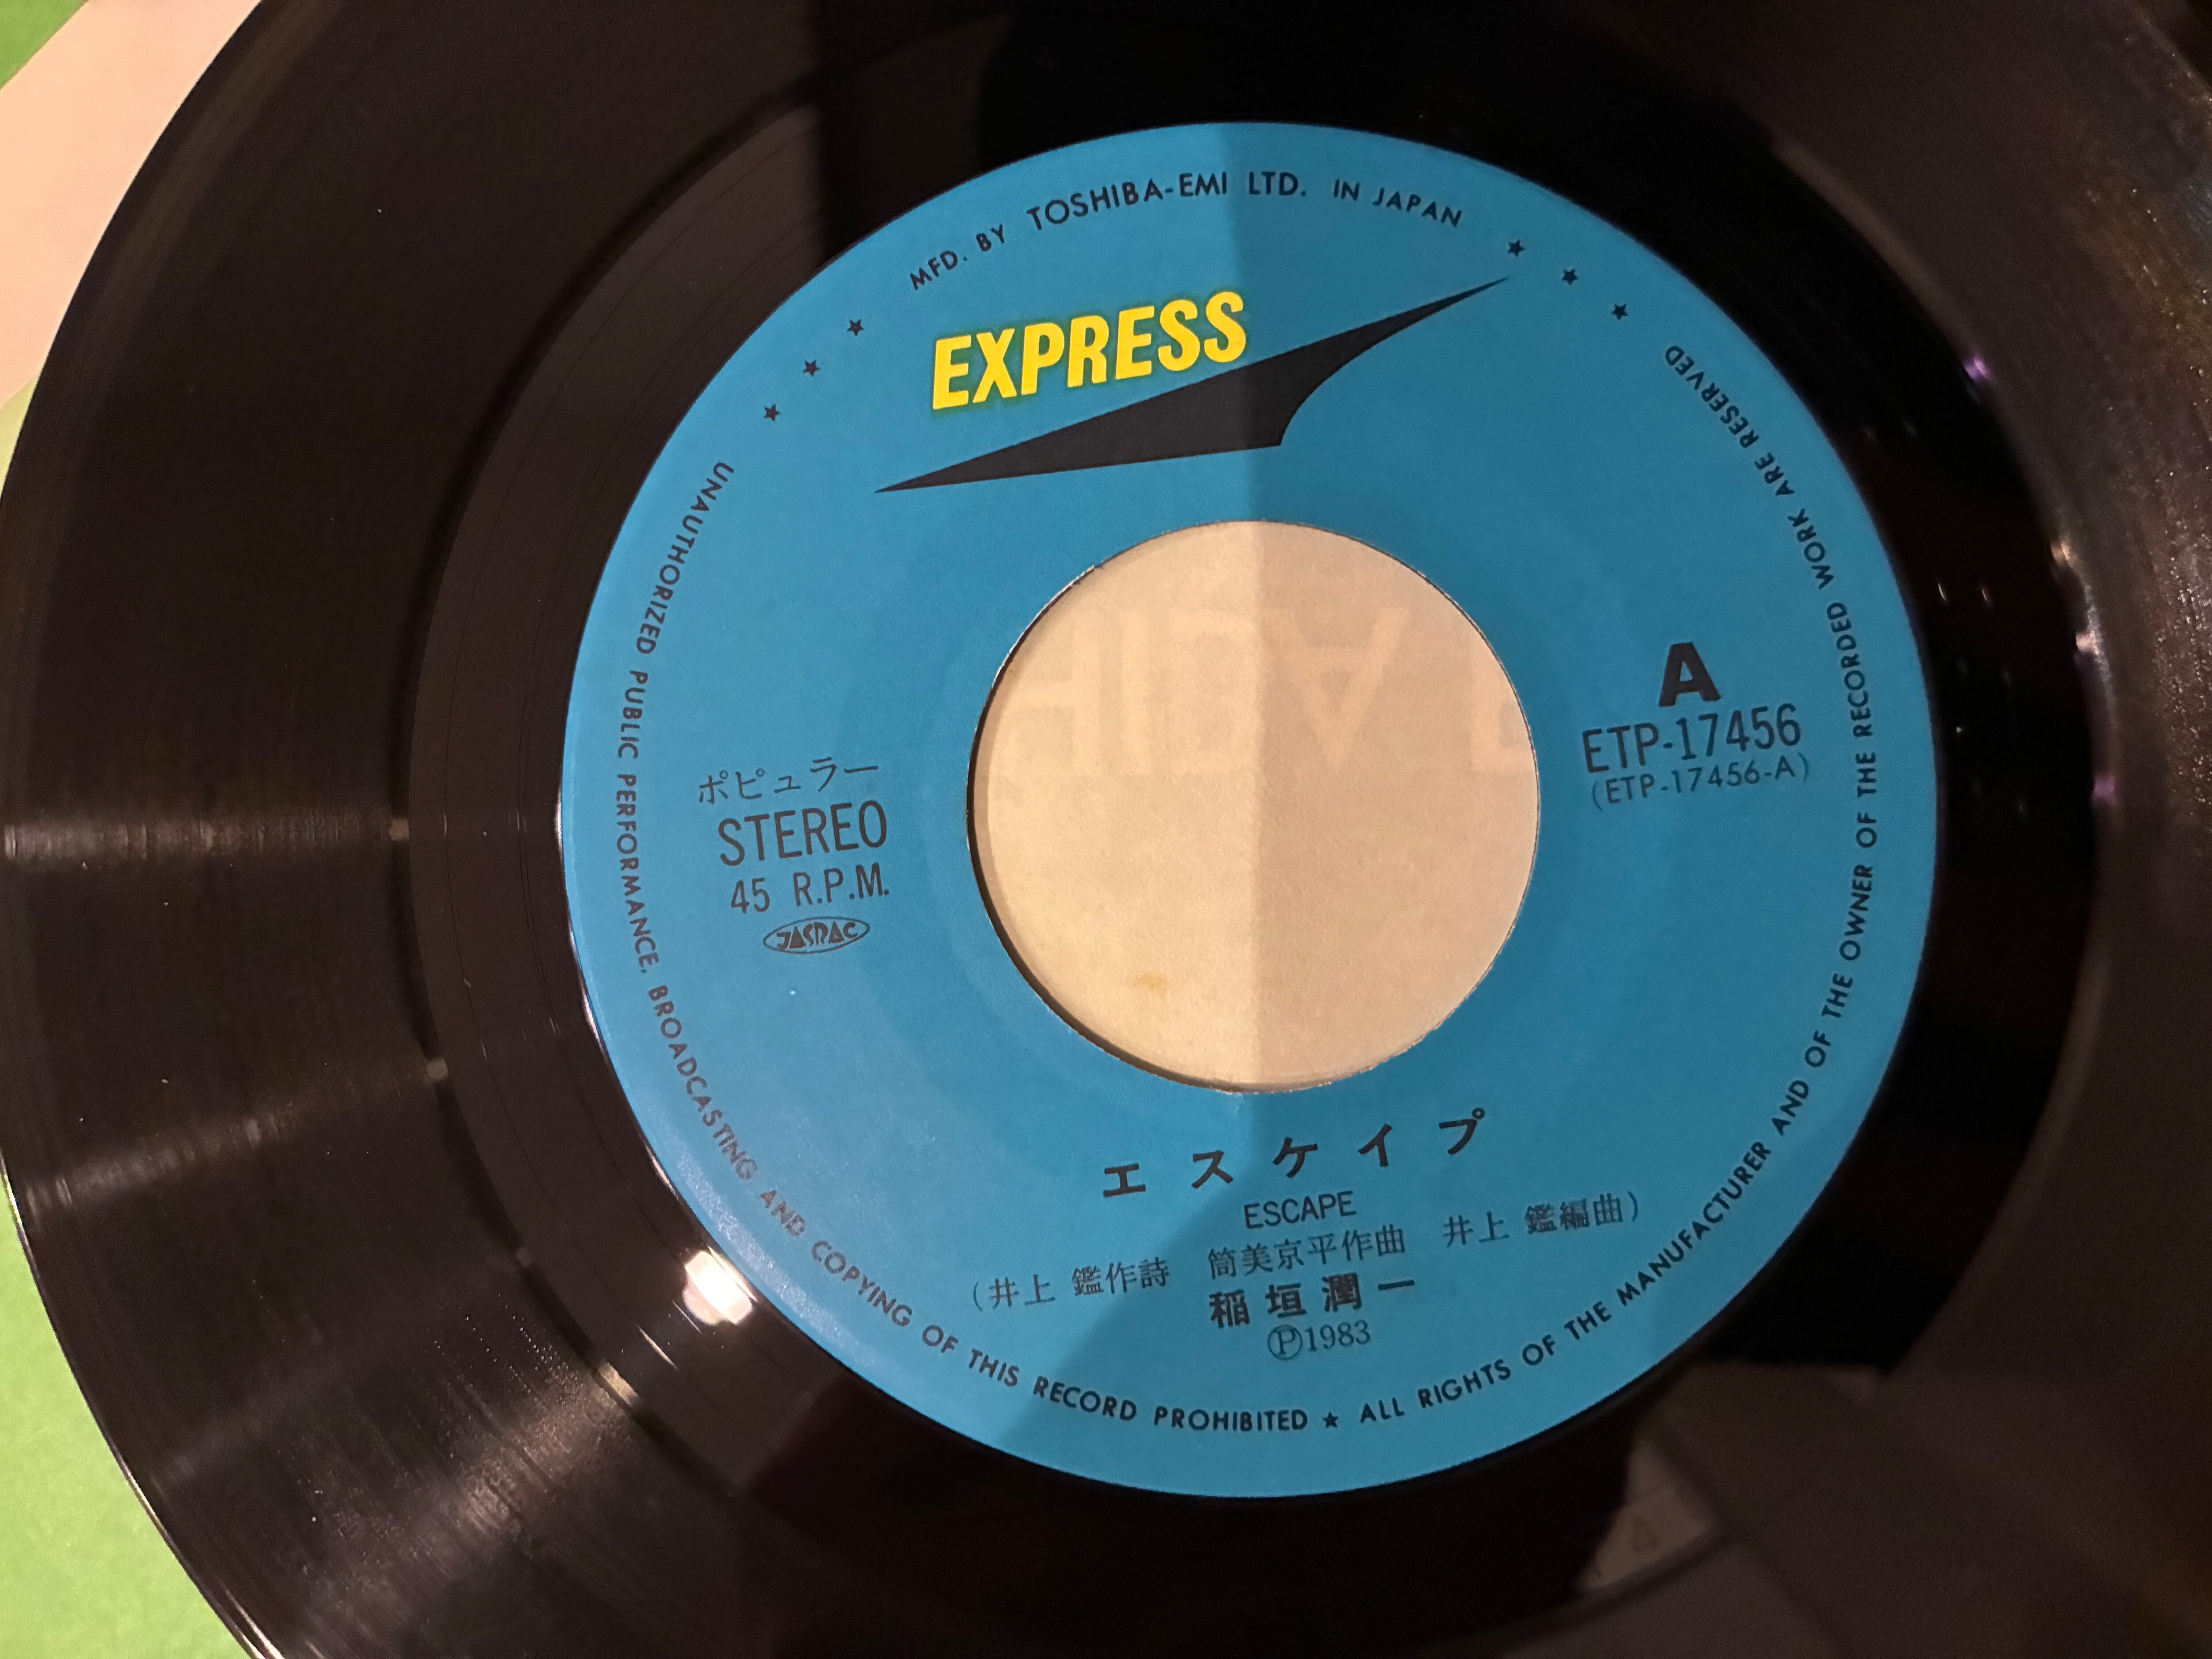 MFD. BY TOSHIBA-EMI LTD. IN JAPAN
EXPRESS
A
ETP-17456
(ETP-17456-A)
ポピュラー
STEREO
45 R.P.M.
JASRAC
エスケイプ
ESCAPE
(井上 鑑作詩 筒美京平作曲 井上 鑑編曲)
稲垣潤一
Ⓟ1983
UNAUTHORIZED PUBLIC PERFORMANCE, BROADCASTING AND COPYING OF THIS RECORD PROHIBITED ★ ALL RIGHTS OF THE MANUFACTURER AND OF THE OWNER OF THE RECORDED WORK ARE RESERVED